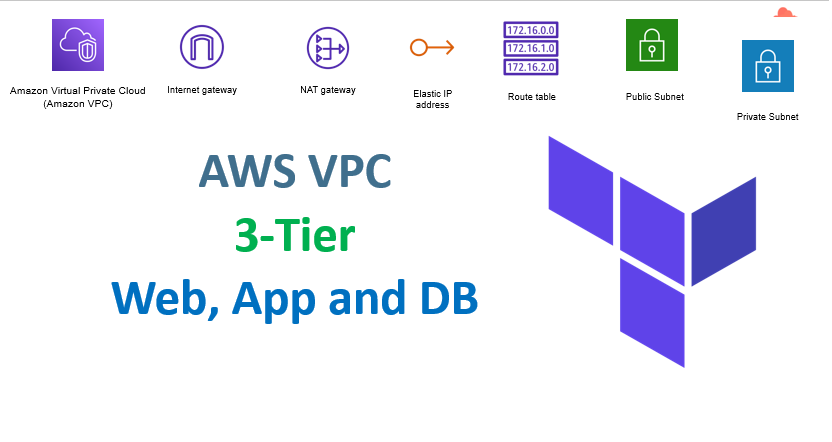 172.16.0.0
172.16.1.0
172.16.2.0
Amazon Virtual Private Cloud
(Amazon VPC)
Internet gateway
NAT gateway
Elastic IP
address
Route table
Public Subnet
Private Subnet
AWS VPC
3-Tier
Web, App and DB